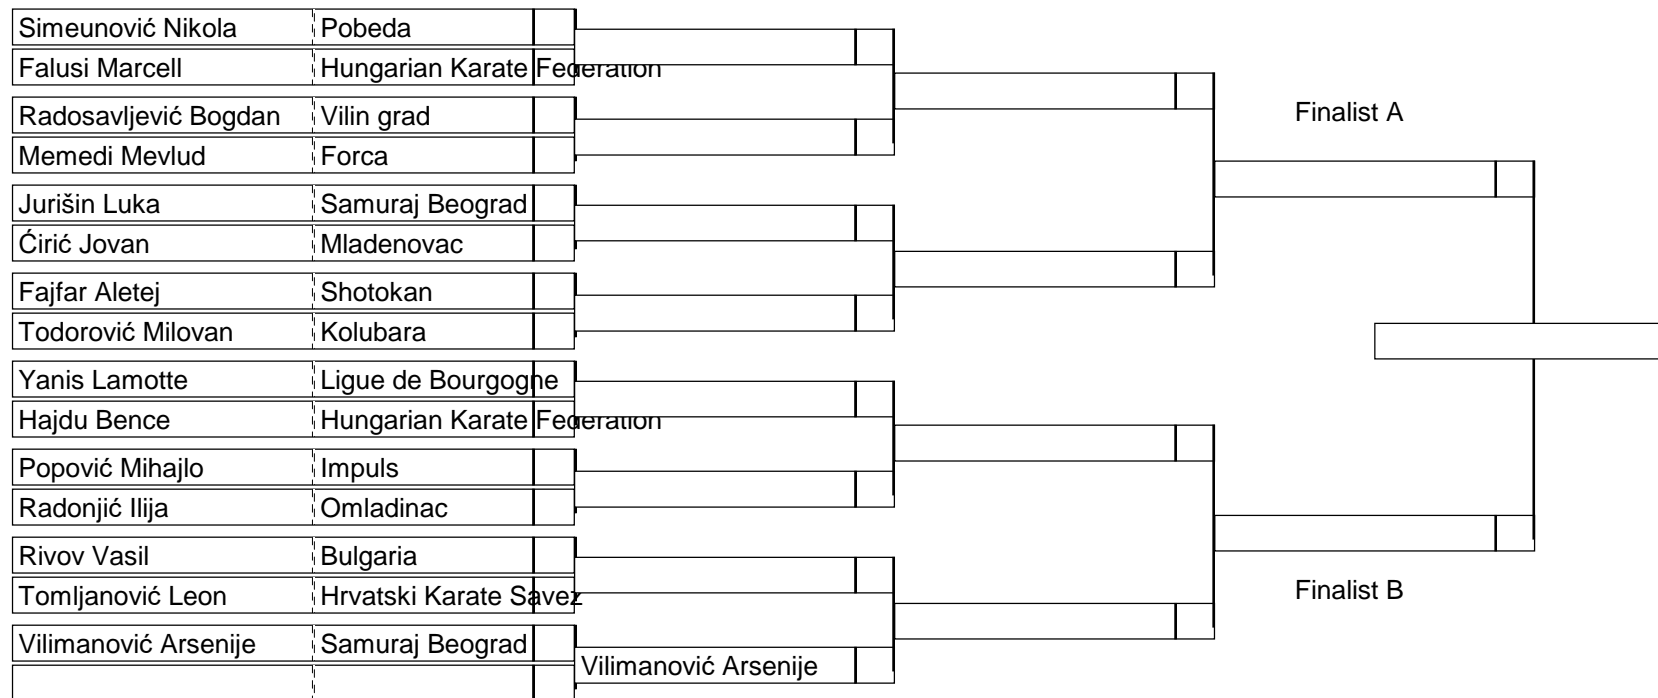 Simeunović Nikola Pobeda
Falusi Marcell Hungarian Karate Federation
Radosavljević Bogdan Vilin grad
Finalist A
Memedi Mevlud Forca
Jurišin Luka Samuraj Beograd
Ćirić Jovan Mladenovac
Fajfar Aletej Shotokan
Todorović Milovan Kolubara
Yanis Lamotte Ligue de Bourgogne
Hajdu Bence Hungarian Karate Federation
Popović Mihajlo Impuls
Radonjić Ilija Omladinac
Rivov Vasil Bulgaria
Tomljanović Leon Hrvatski Karate Savez
Finalist B
Vilimanović Arsenije Samuraj Beograd
Vilimanović Arsenije